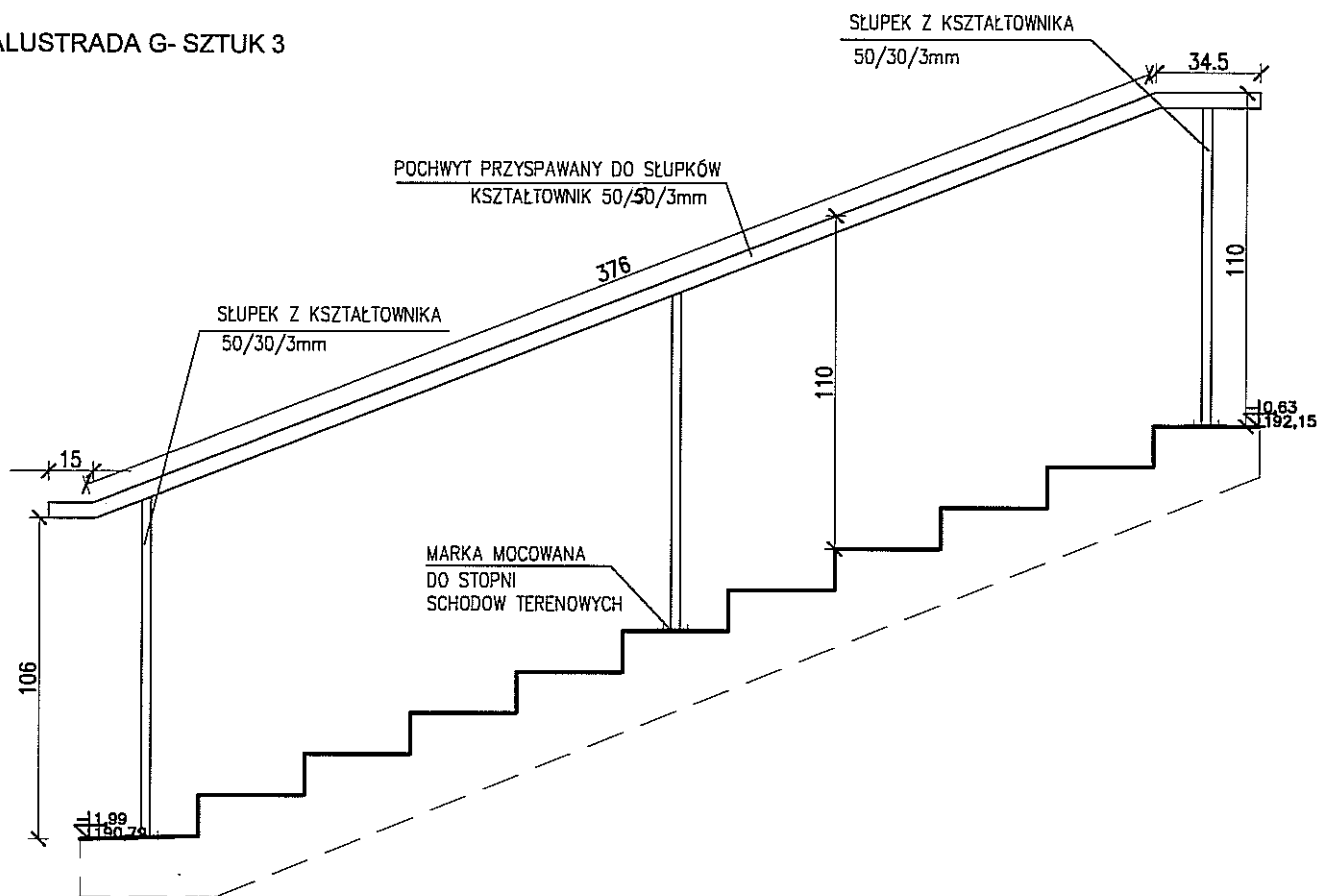 ALUSTRADA G- SZTUK 3
SŁUPEK Z KSZTAŁTOWNIKA
50/30/3mm
34.5
POCHWYT PRZYSPAWANY DO SŁUPKÓW
KSZTAŁTOWNIK 50/50/3mm
376
110
SŁUPEK Z KSZTAŁTOWNIKA
50/30/3mm
110
0,63
192,15
15
MARKA MOCOWANA
DO STOPNI
SCHODOW TERENOWYCH
106
1,99
190,79